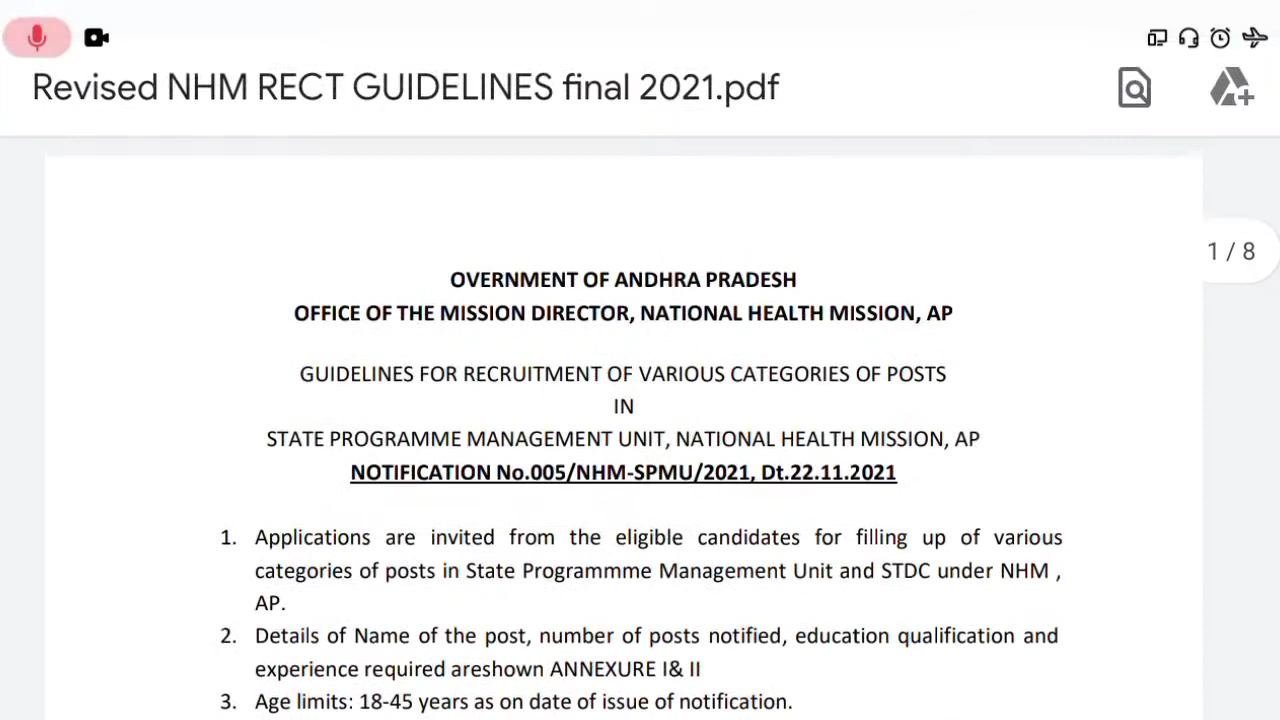 Revised NHM RECT GUIDELINES final 2021.pdf
1 / 8
OVERNMENT OF ANDHRA PRADESH
OFFICE OF THE MISSION DIRECTOR, NATIONAL HEALTH MISSION, AP
GUIDELINES FOR RECRUITMENT OF VARIOUS CATEGORIES OF POSTS
IN
STATE PROGRAMME MANAGEMENT UNIT, NATIONAL HEALTH MISSION, AP
NOTIFICATION No.005/NHM-SPMU/2021, Dt.22.11.2021
1. Applications are invited from the eligible candidates for filling up of various
categories of posts in State Programmme Management Unit and STDC under NHM ,
AP.
2. Details of Name of the post, number of posts notified, education qualification and
experience required areshown ANNEXURE I& II
3. Age limits: 18-45 years as on date of issue of notification.